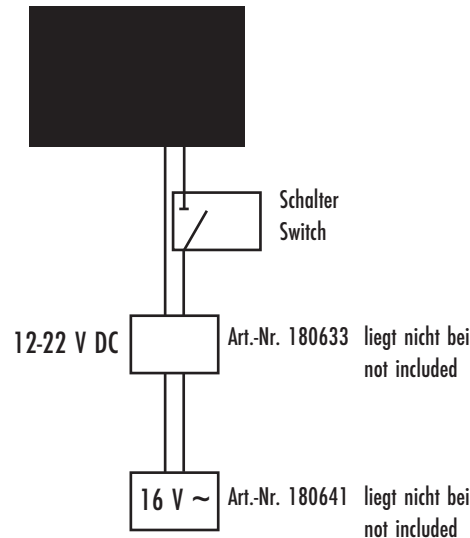 Schalter
Switch
12-22 V DC
Art.-Nr. 180633 liegt nicht bei
not included
16 V ~
Art.-Nr. 180641 liegt nicht bei
not included